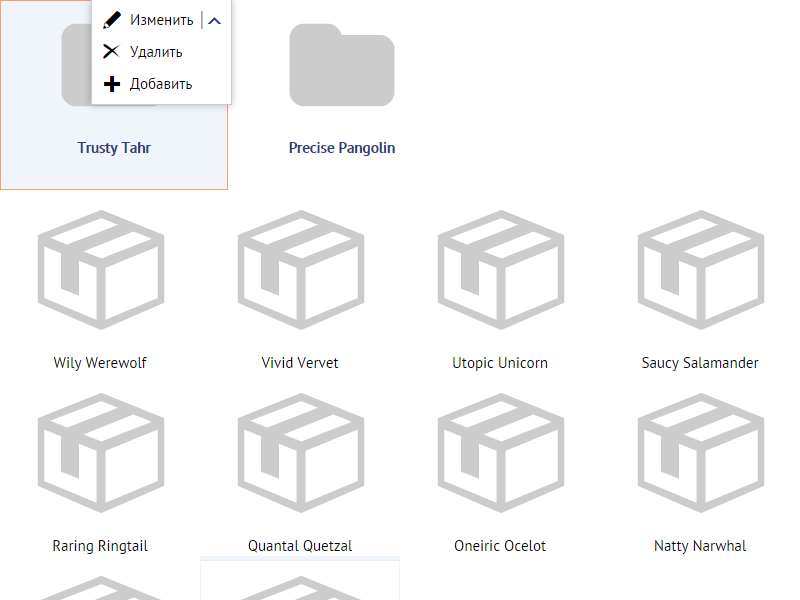 Изменить
Удалить
Добавить
Trusty Tahr
Precise Pangolin
Wily Werewolf
Vivid Vervet
Utopic Unicorn
Saucy Salamander
Raring Ringtail
Quantal Quetzal
Oneiric Ocelot
Natty Narwhal